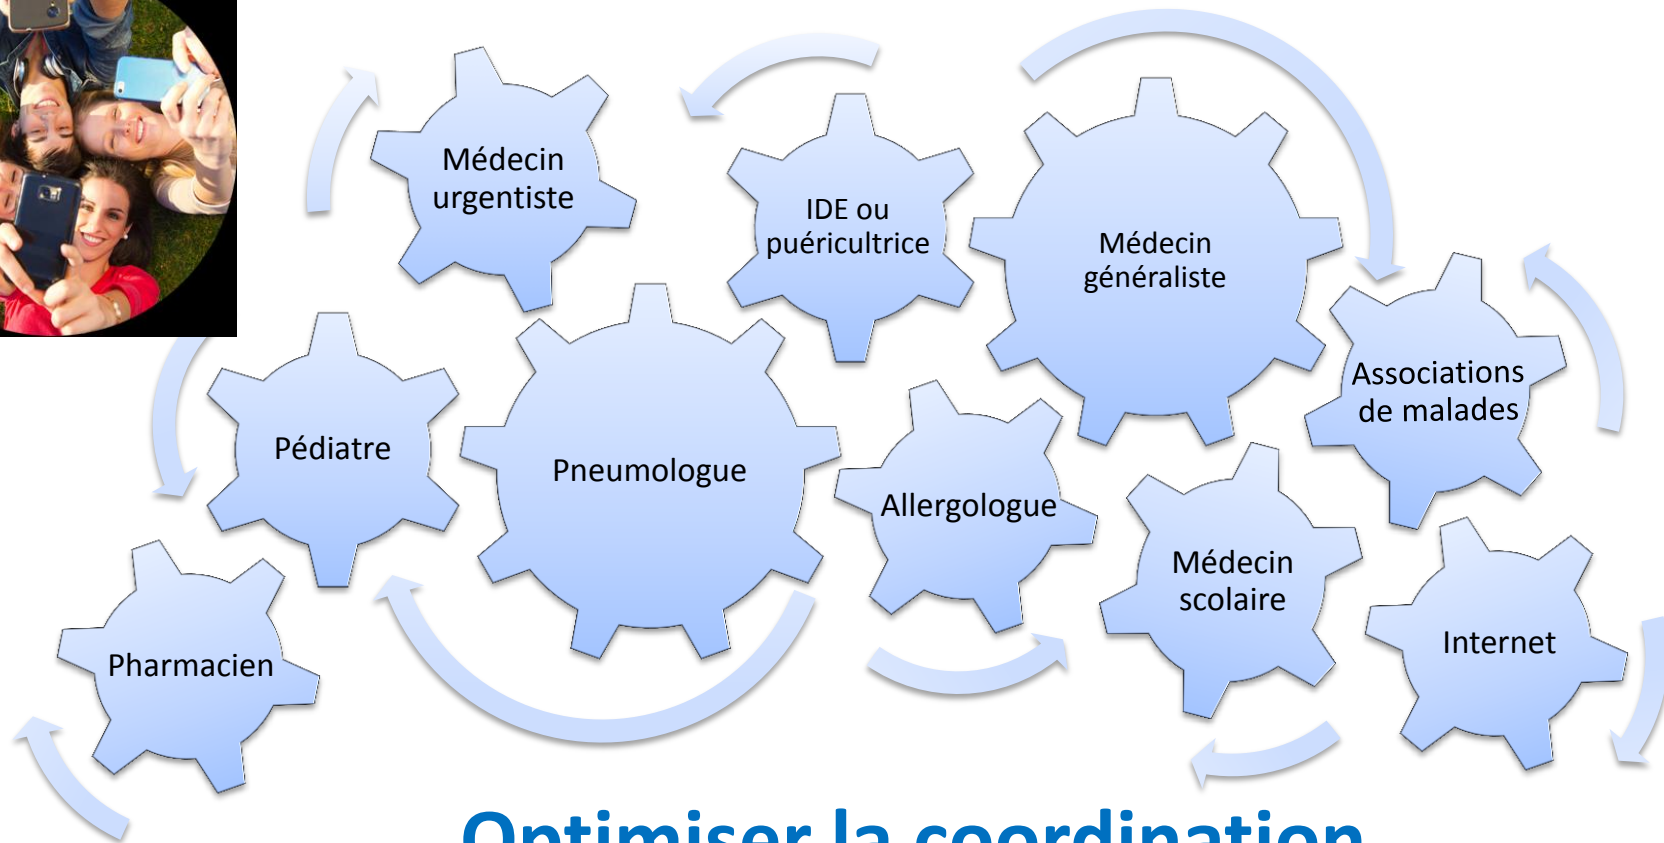 Médecin
urgentiste
IDE ou
puéricultrice
Médecin
généraliste
Associations
de malades
Pédiatre
Pneumologue
Allergologue
Médecin
scolaire
Internet
Pharmacien
Optimiser la coordination